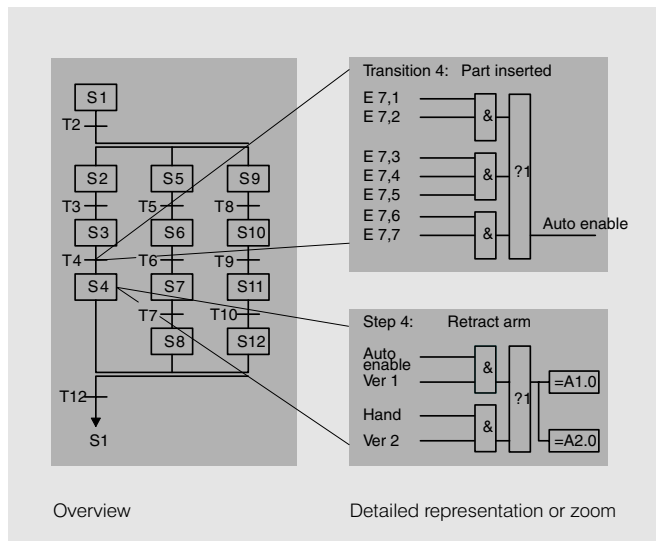 S1
T2
S2 S5 S9
T3 T5 T8
S3 S6 S10
T4 T6 T9
S4 S7 S11
T7 T10
S8 S12
T12
S1
Transition 4: Part inserted
E 7,1
E 7,2
&
E 7,3
E 7,4
E 7,5
&
?1
E 7,6
E 7,7
&
Auto enable
Step 4: Retract arm
Auto
enable
Ver 1
&
?1
=A1.0
Hand
Ver 2
&
=A2.0
Overview
Detailed representation or zoom